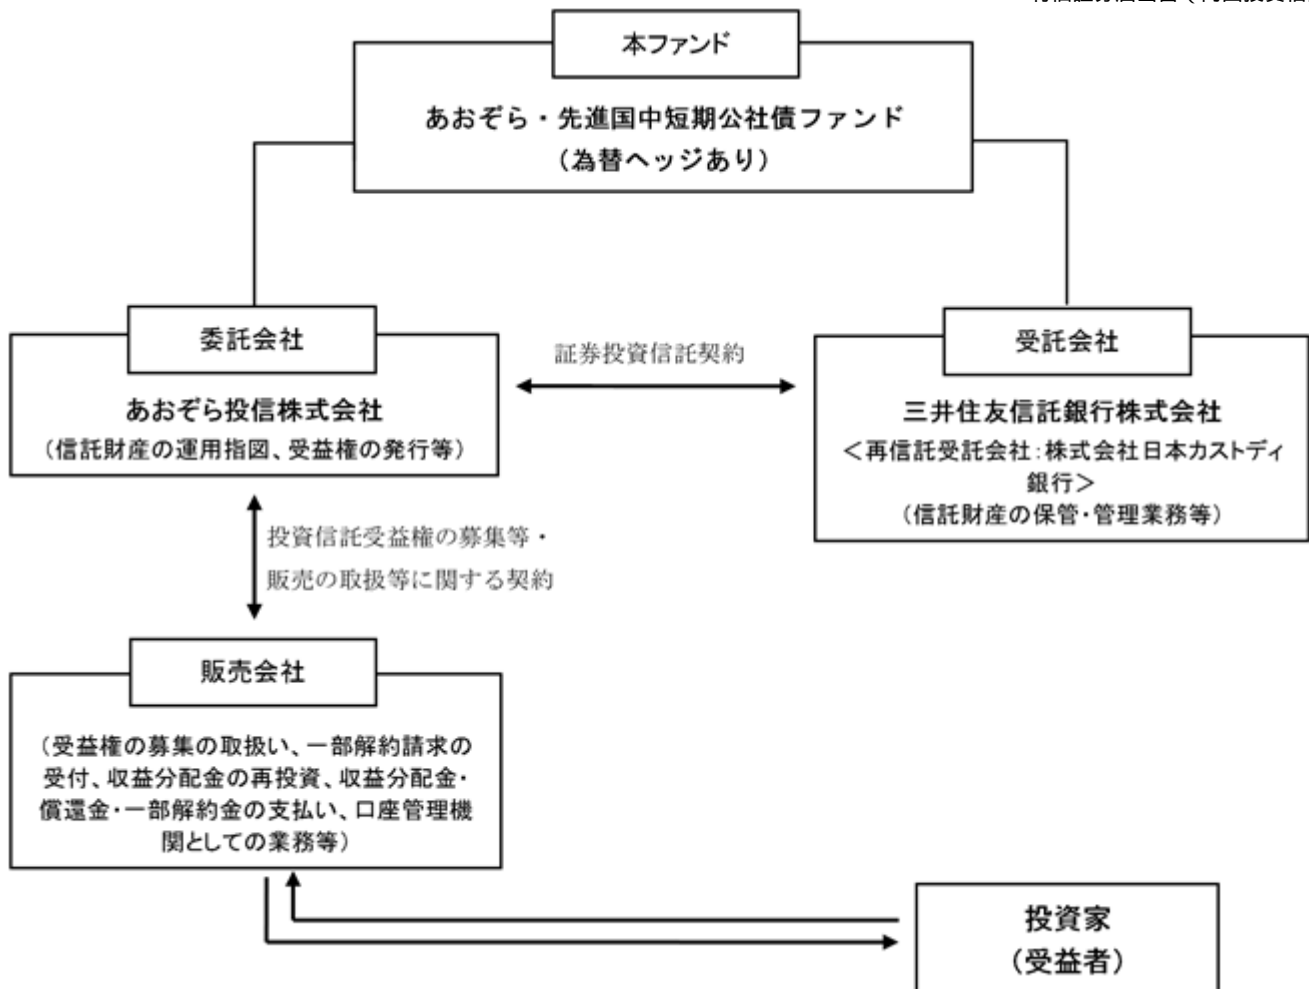 本ファンド
あおぞら・先進国中短期公社債ファンド
（為替ヘッジあり）
委託会社
あおぞら投信株式会社
（信託財産の運用指図、受益権の発行等）
証券投資信託契約
受託会社
三井住友信託銀行株式会社
＜再信託受託会社：株式会社日本カストディ
銀行＞
（信託財産の保管・管理業務等）
投資信託受益権の募集等・
販売の取扱等に関する契約
販売会社
（受益権の募集の取扱い、一部解約請求の
受付、収益分配金の再投資、収益分配金・
償還金・一部解約金の支払い、口座管理機
関としての業務等）
投資家
（受益者）